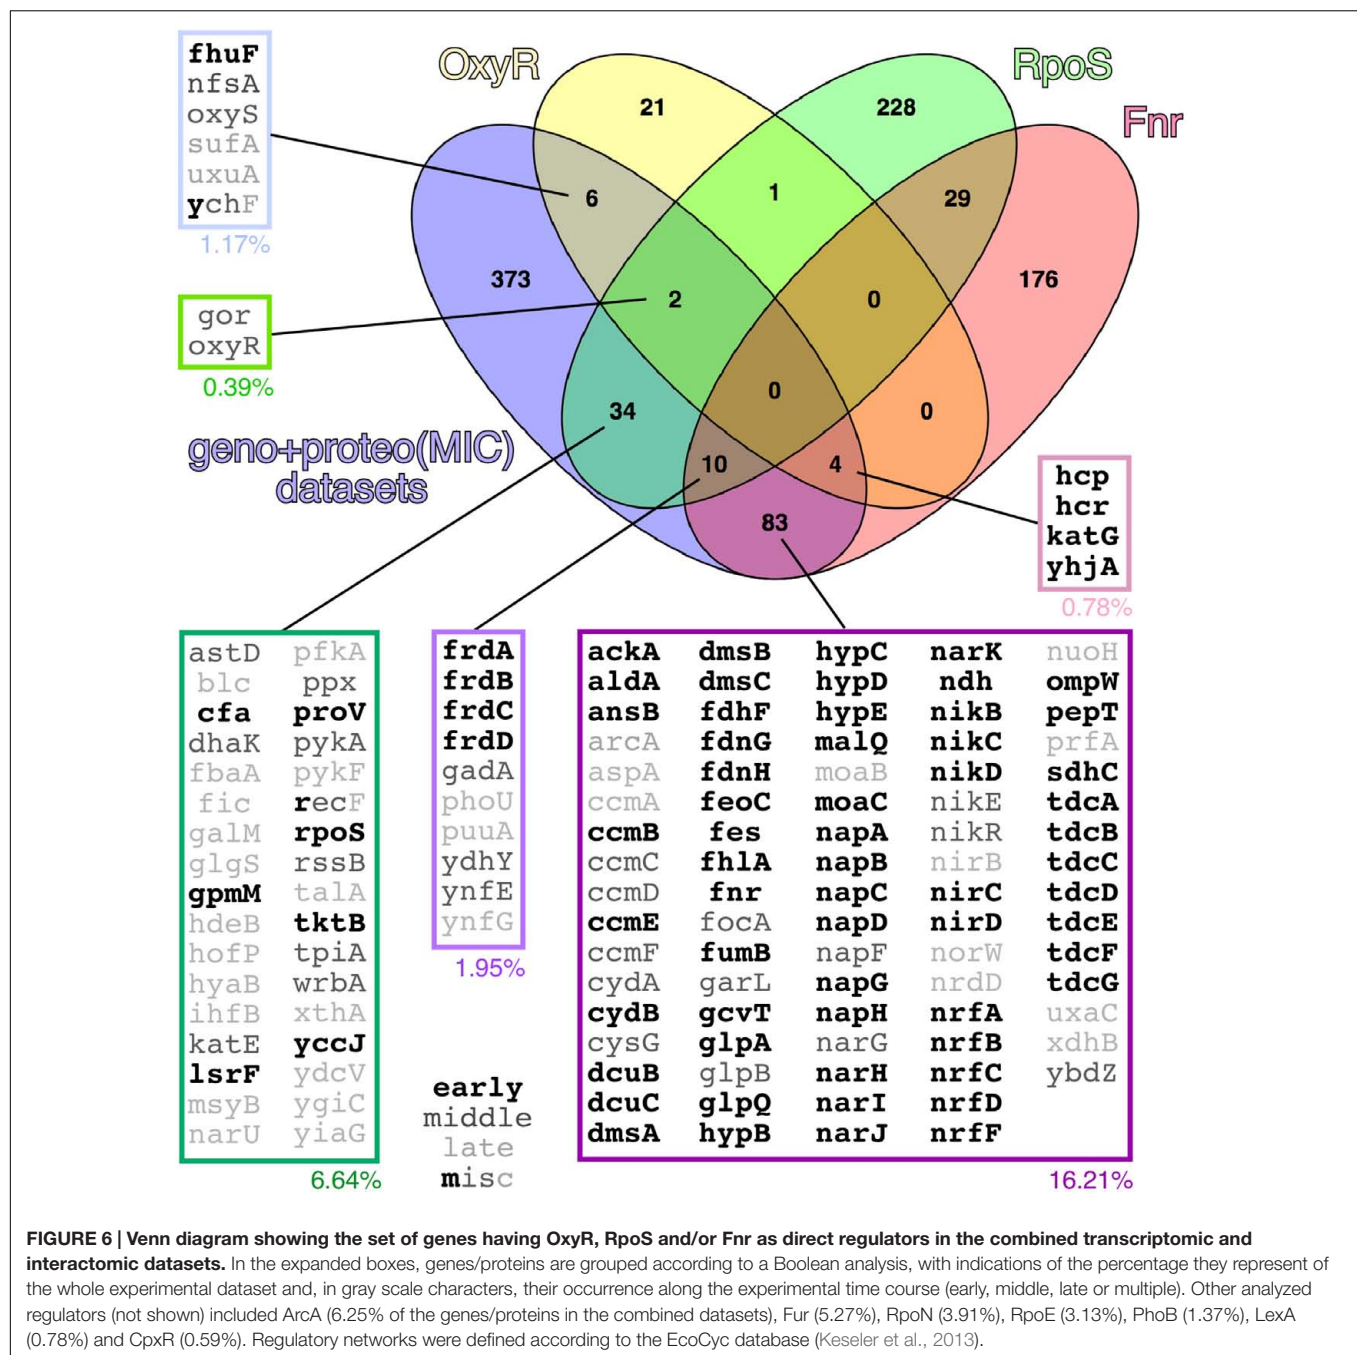 fhuF
nfsA
oxyS
sufA
uxuA
ychF
1.17%
OxyR
RpoS
Fnr
21
228
6
1
29
373
2
0
176
gor
oxyR
0.39%
34
0
0
geno+proteo(MIC)
datasets
10
4
83
hcp
hcr
katG
yhjA
0.78%
astD pfkA
blc ppx
cfa proV
dhaK pykA
fbaA pykF
fic recF
galM rpoS
glgS rssB
gpmM talA
hdeB tktB
hofP tpiA
hyaB wrbA
ihfB xthA
katE yccJ
lsrF ydcV
msyB ygiC
narU yiaG
6.64%
frdA
frdB
frdC
frdD
gadA
phoU
puuA
ydhY
ynfE
ynfG
1.95%
early
middle
late
misc
ackA dmsB hypC narK nuoH
aldA dmsC hypD ndh ompW
ansB fdhF hypE nikB pepT
arcA fdnG malQ nikC prfA
aspA fdnH moaB nikD sdhC
ccmA feoC moaC nikE tdcA
ccmB fes napA nikR tdcB
ccmC fhlA napB nirB tdcC
ccmD fnr napC nirC tdcD
ccmE focA napD nirD tdcE
ccmF fumB napF norW tdcF
cydA garL napG nrdD tdcG
cydB gcvT napH nrfA uxaC
cysG glpA narG nrfB xdhB
dcuB glpB narH nrfC ybdZ
dcuC glpQ narI nrfD
dmsA hypB narJ nrfF
16.21%
FIGURE 6 | Venn diagram showing the set of genes having OxyR, RpoS and/or Fnr as direct regulators in the combined transcriptomic and
interactomic datasets. In the expanded boxes, genes/proteins are grouped according to a Boolean analysis, with indications of the percentage they represent of
the whole experimental dataset and, in gray scale characters, their occurrence along the experimental time course (early, middle, late or multiple). Other analyzed
regulators (not shown) included ArcA (6.25% of the genes/proteins in the combined datasets), Fur (5.27%), RpoN (3.91%), RpoE (3.13%), PhoB (1.37%), LexA
(0.78%) and CpxR (0.59%). Regulatory networks were defined according to the EcoCyc database (Keseler et al., 2013).